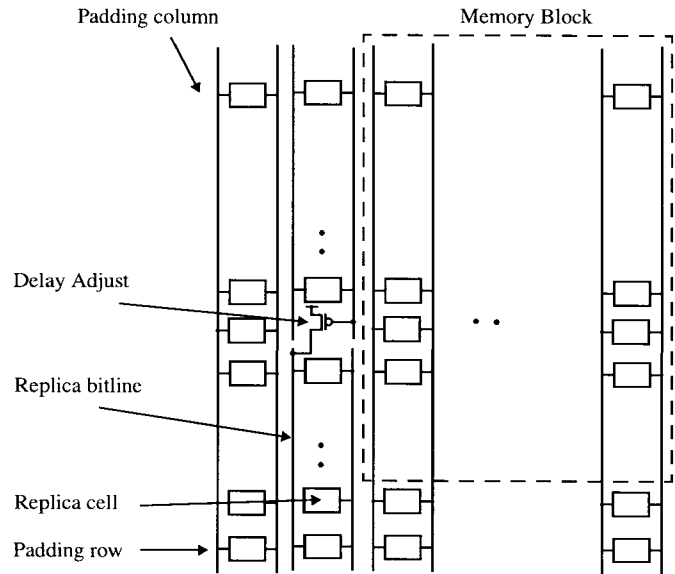 Padding column
Memory Block
Delay Adjust
Replica bitline
Replica cell
Padding row